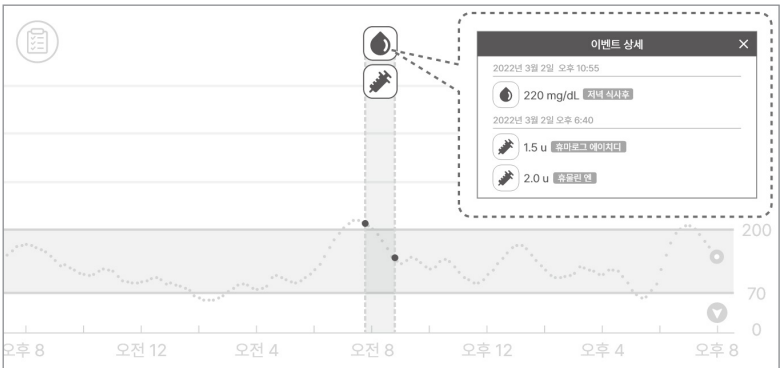 이벤트 상세
2022년 3월 2일 오후 10:55
220 mg/dL 저녁 식사후
2022년 3월 2일 오후 6:40
1.5 u 휴마로그 에이치디
2.0 u 휴물린 엔
200
70
0
오후 8 오전 12 오전 4 오전 8 오후 12 오후 4 오후 8